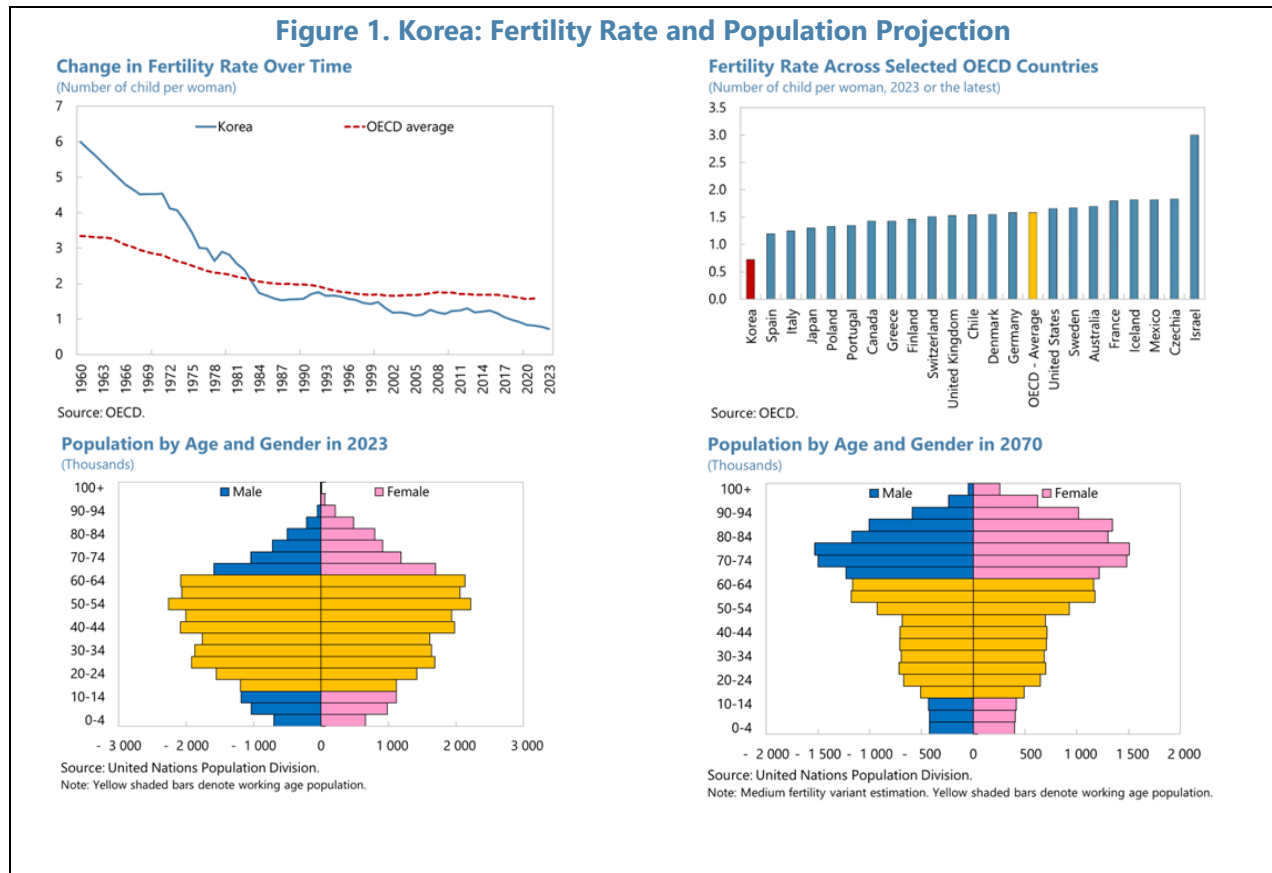 Figure 1. Korea: Fertility Rate and Population Projection
Change in Fertility Rate Over Time
(Number of child per woman)
7
6
5
4
3
2
1
0
Korea
OECD average
1960
1963
1966
1969
1972
1975
1978
1981
1984
1987
1990
1993
1996
1999
2002
2005
2008
2011
2014
2017
2020
2023
Source: OECD.
Fertility Rate Across Selected OECD Countries
(Number of child per woman, 2023 or the latest)
3.5
3.0
2.5
2.0
1.5
1.0
0.5
0.0
Korea
Spain
Italy
Japan
Poland
Portugal
Canada
Greece
Finland
Switzerland
United Kingdom
Chile
Denmark
Germany
OECD - Average
United States
Sweden
Australia
France
Iceland
Mexico
Czechia
Israel
Source: OECD.
Population by Age and Gender in 2023
(Thousands)
Male
Female
100+
90-94
80-84
70-74
60-64
50-54
40-44
30-34
20-24
10-14
0-4
- 3 000 - 2 000 - 1 000 0 1 000 2 000 3 000
Source: United Nations Population Division.
Note: Yellow shaded bars denote working age population.
Population by Age and Gender in 2070
(Thousands)
Male
Female
100+
90-94
80-84
70-74
60-64
50-54
40-44
30-34
20-24
10-14
0-4
- 2 000 - 1 500 - 1 000 - 500 0 500 1 000 1 500 2 000
Source: United Nations Population Division.
Note: Medium fertility variant estimation. Yellow shaded bars denote working age population.